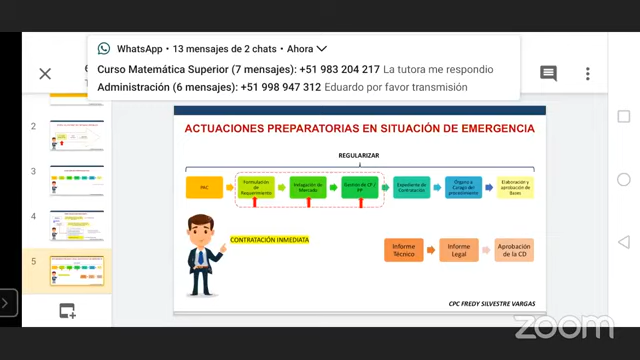 WhatsApp • 13 mensajes de 2 chats • Ahora
Curso Matemática Superior (7 mensajes): +51 983 204 217 La tutora me respondio
Administración (6 mensajes): +51 998 947 312 Eduardo por favor transmisión
6
2
3
4
5
ACTUACIONES PREPARATORIAS EN SITUACIÓN DE EMERGENCIA
REGULARIZAR
PAC
Formulación de Requerimiento
Indagación de Mercado
Gestión de CP / PP
Expediente de Contratación
Órgano a Cargo del procedimiento
Elaboración y aprobación de Bases
CONTRATACIÓN INMEDIATA
Informe Técnico
Informe Legal
Aprobación de la CD
CPC FREDY SILVESTRE VARGAS
zoom